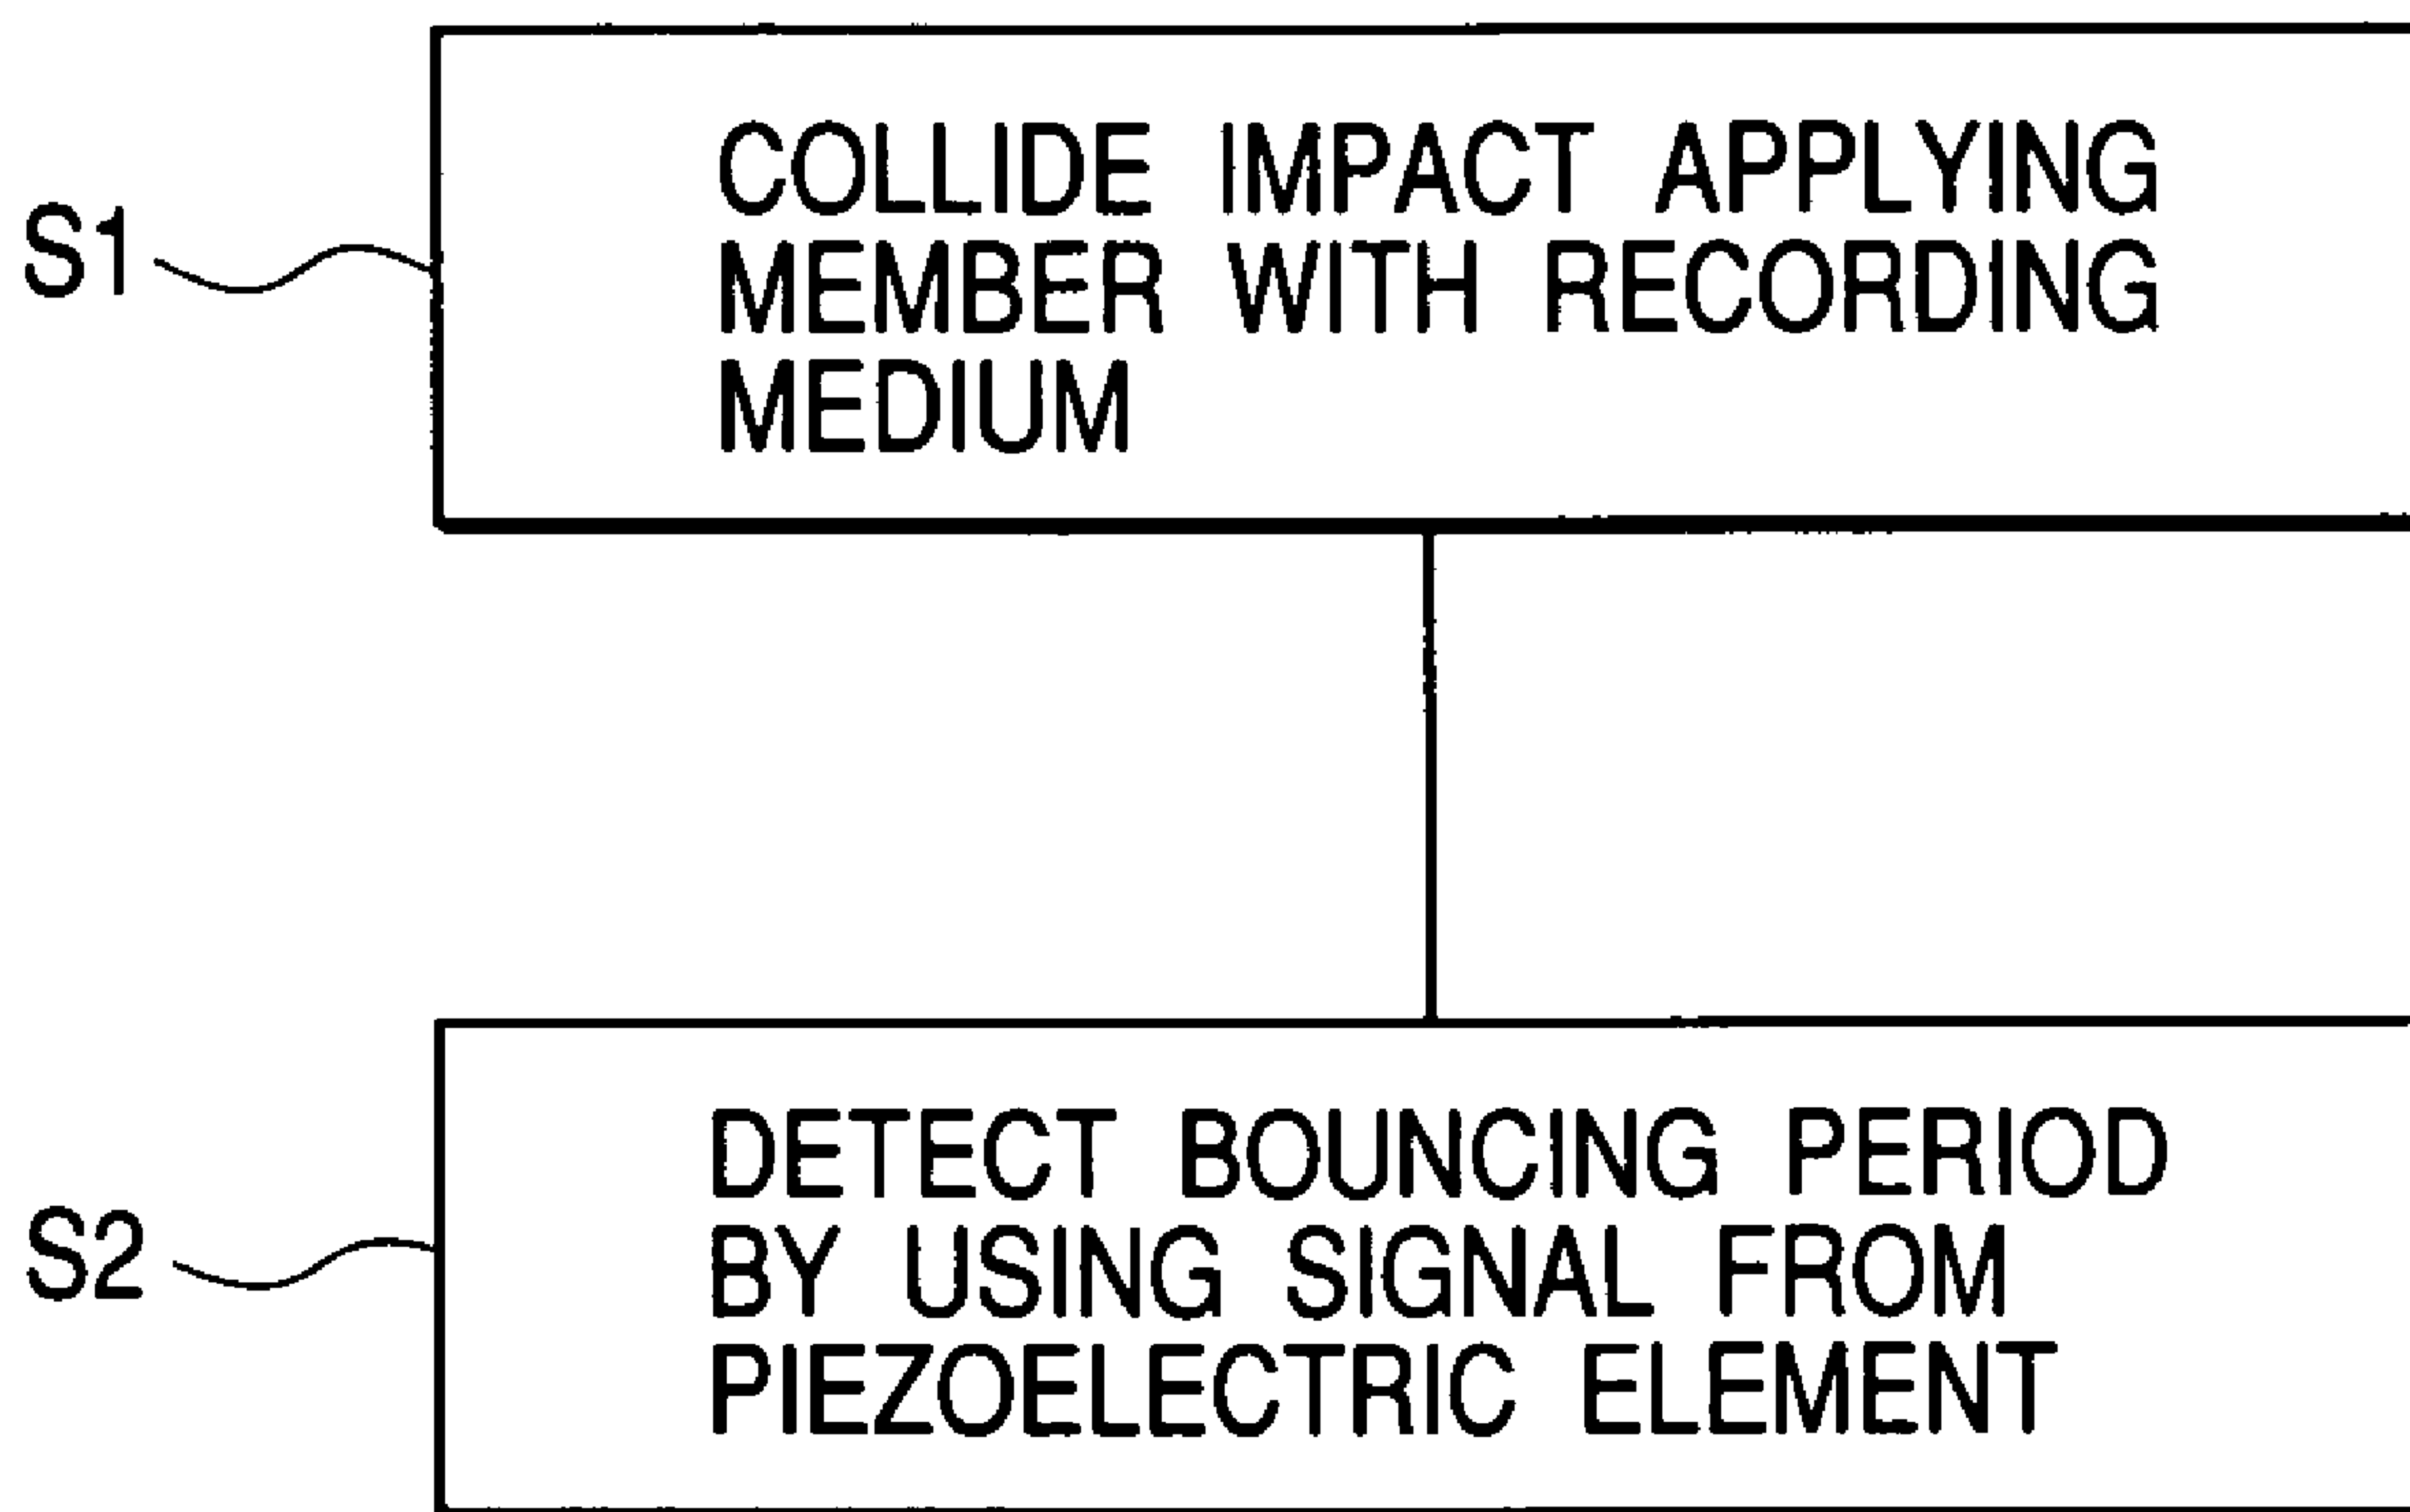 COLLIDE IMPACT APPLYING
S1
MEMBER WITH RECORDING
MEDIUM
DETECT BOUNCING PERIOD
S2
BY USING SIGNAL FROM
PIEZOELECTRIC ELEMENT